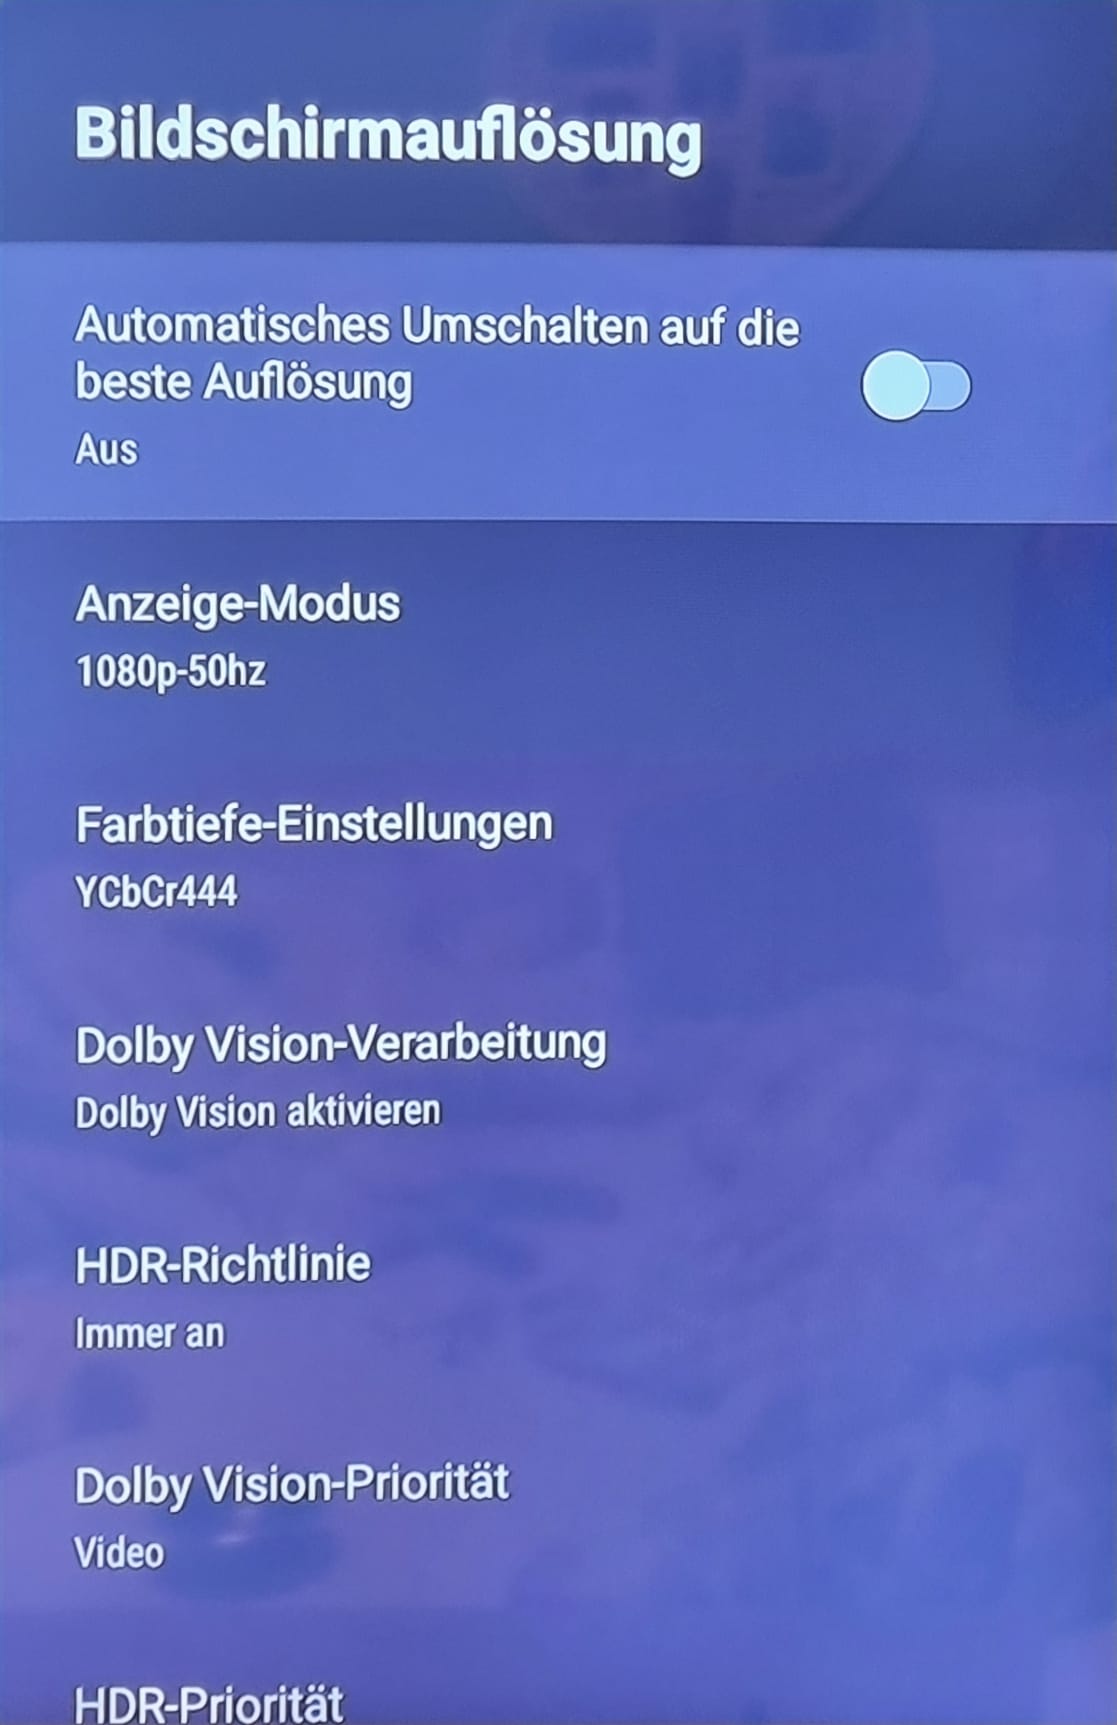 Bildschirmauflösung
Automatisches Umschalten auf die
beste Auflösung
Aus
Anzeige-Modus
1080p-50hz
Farbtiefe-Einstellungen
YCbCr444
Dolby Vision-Verarbeitung
Dolby Vision aktivieren
HDR-Richtlinie
Immer an
Dolby Vision-Priorität
Video
HDR-Priorität